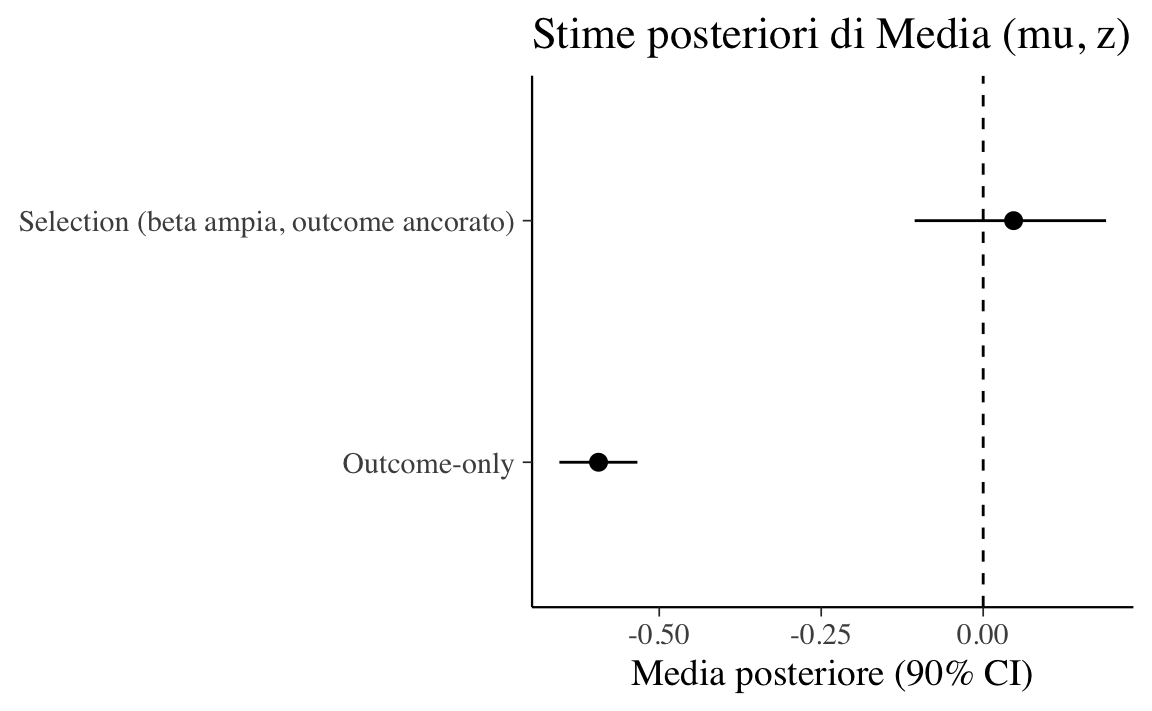 Stime posteriori di Media (mu, z)
Selection (beta ampia, outcome ancorato)
Outcome-only
-0.50 -0.25 0.00
Media posteriore (90% CI)